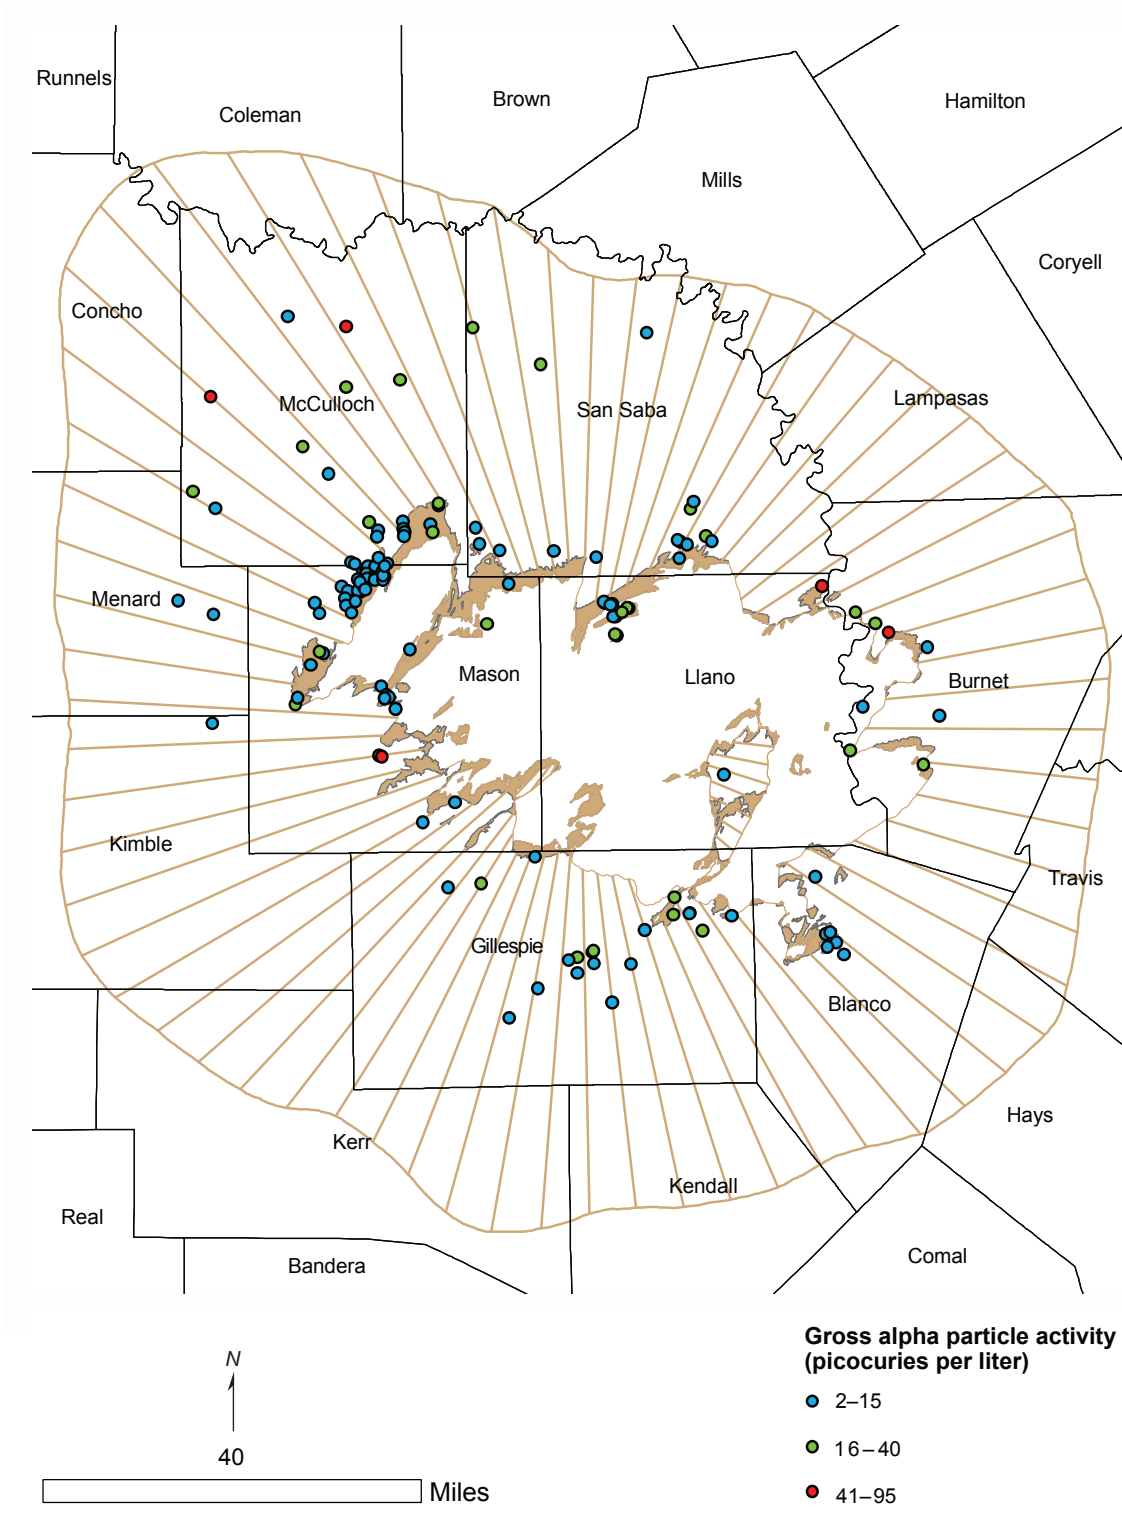 Runnels
Coleman
Brown
Hamilton
Mills
Coryell
Concho
McCulloch
San Saba
Lampasas
Menard
Mason
Llano
Burnet
Kimble
Travis
Gillespie
Blanco
Hays
Kerr
Kendall
Real
Bandera
Comal
Gross alpha particle activity
(picocuries per liter)
2–15
16–40
41–95
N
40
Miles